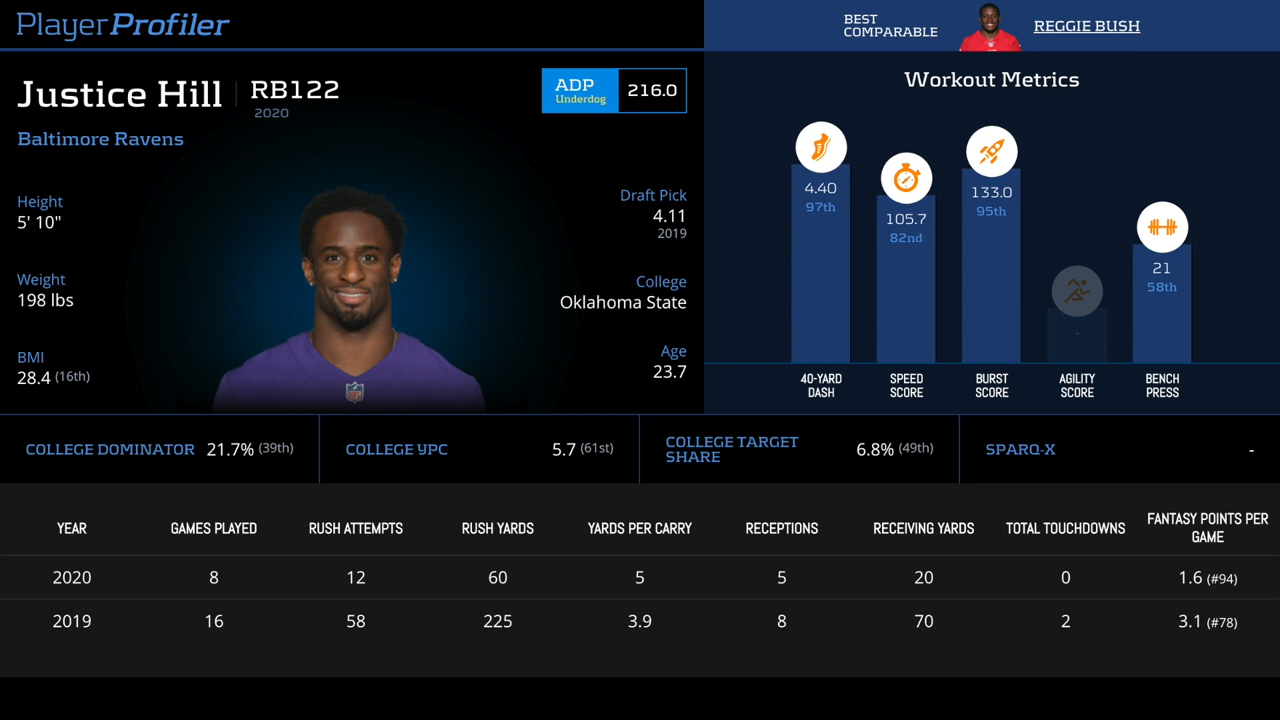 PlayerProfiler
BEST
COMPARABLE
REGGIE BUSH
Justice Hill
RB122
2020
ADP
Underdog
216.0
Baltimore Ravens
Height
5' 10"
Weight
198 lbs
BMI
28.4 (16th)
Draft Pick
4.11
2019
College
Oklahoma State
Age
23.7
NFL
Workout Metrics
4.40
97th
105.7
82nd
133.0
95th
-
21
58th
40-YARD
DASH
SPEED
SCORE
BURST
SCORE
AGILITY
SCORE
BENCH
PRESS
COLLEGE DOMINATOR 21.7% (39th)
COLLEGE YPC 5.7 (61st)
COLLEGE TARGET
SHARE
6.8% (49th)
SPARQ-X -
YEAR GAMES PLAYED RUSH ATTEMPTS RUSH YARDS YARDS PER CARRY RECEPTIONS RECEIVING YARDS TOTAL TOUCHDOWNS FANTASY POINTS PER
GAME
2020 8 12 60 5 5 20 0 1.6 (#94)
2019 16 58 225 3.9 8 70 2 3.1 (#78)